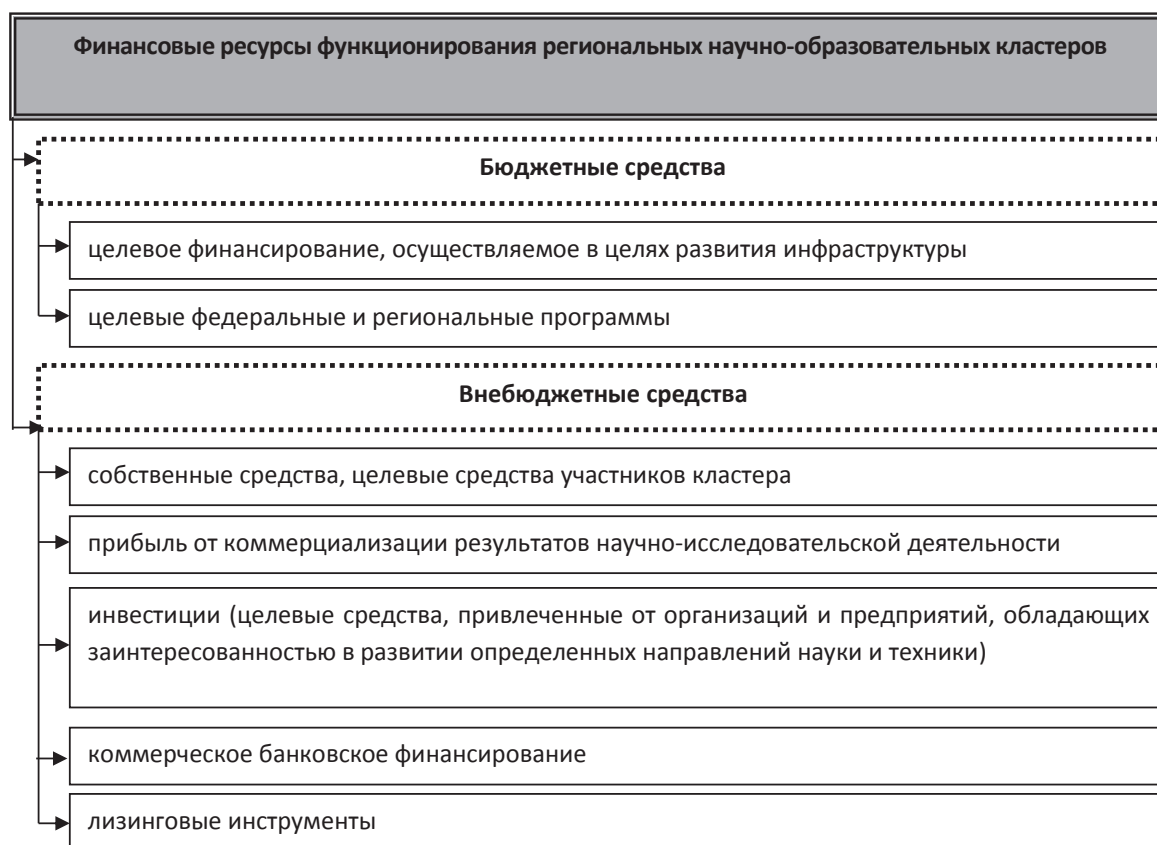 Финансовые ресурсы функционирования региональных научно-образовательных кластеров
Бюджетные средства
целевое финансирование, осуществляемое в целях развития инфраструктуры
целевые федеральные и региональные программы
Внебюджетные средства
собственные средства, целевые средства участников кластера
прибыль от коммерциализации результатов научно-исследовательской деятельности
инвестиции (целевые средства, привлеченные от организаций и предприятий, обладающих
заинтересованностью в развитии определенных направлений науки и техники)
коммерческое банковское финансирование
лизинговые инструменты